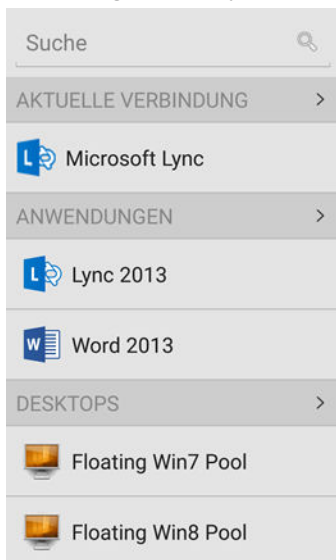 Suche
AKTUELLE VERBINDUNG
Microsoft Lync
ANWENDUNGEN
Lync 2013
Word 2013
DESKTOPS
Floating Win7 Pool
Floating Win8 Pool